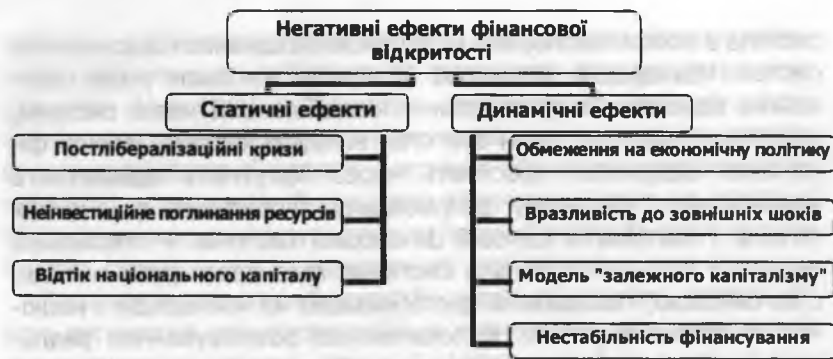 Негативні ефекти фінансової
відкритості
Статичні ефекти
Динамічні ефекти
Постлібералізаційні кризи
Обмеження на економічну політику
Неінвестиційне поглинання ресурсів
Вразливість до зовнішніх шоків
Відтік національного капіталу
Модель "залежного капіталізму"
Нестабільність фінансування